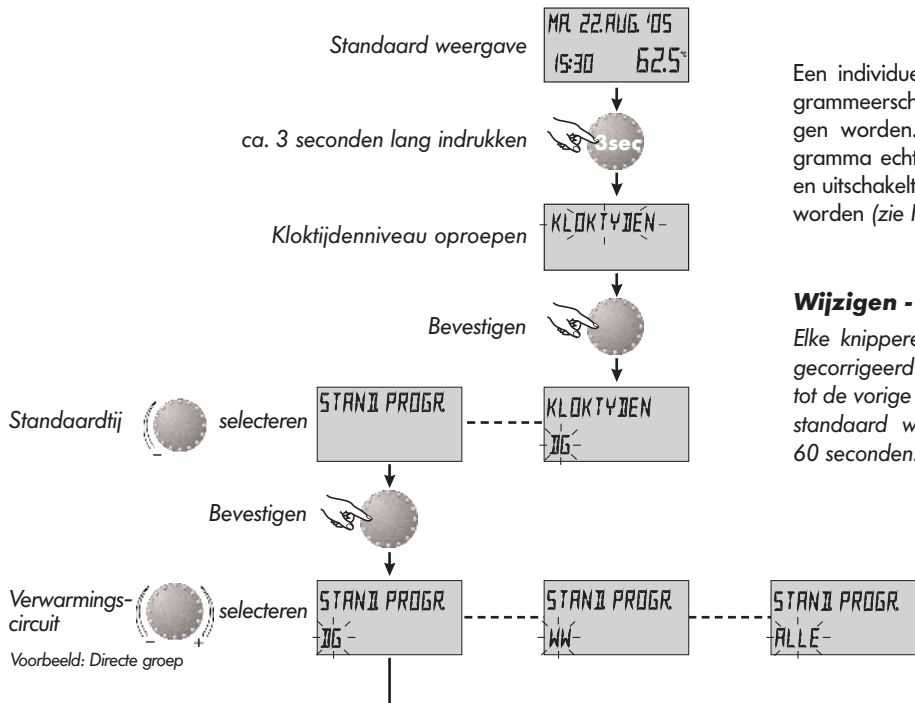 Standaard weergave
MA. 22.AUG. '05
15:30 62.5°C
ca. 3 seconden lang indrukken
3sec
Kloktijdenniveau oproepen
KLOKTYDEN
Bevestigen
Standaardtij
selecteren
STAND PROGR.
KLOKTYDEN
DG
Bevestigen
Verwarmings-
circuit
selecteren
Voorbeeld: Directe groep
STAND PROGR.
DG
STAND PROGR.
WW
STAND PROGR.
ALLE
Een individue
grammeersch
gen worden.
gramma echt
en uitschakelt
worden (zie
Wijzigen -
Elke knippere
gecorrigeerd
tot de vorige
standaard w
60 seconden.